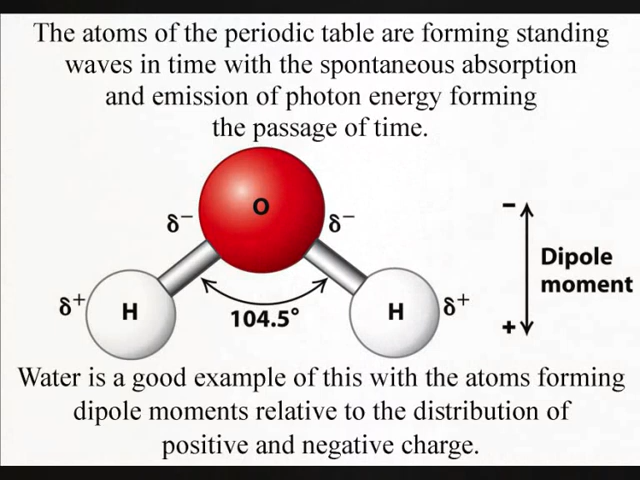 The atoms of the periodic table are forming standing
waves in time with the spontaneous absorption
and emission of photon energy forming
the passage of time.
O
δ− δ−
−
Dipole
moment
δ+ H H δ+
104.5°
+
Water is a good example of this with the atoms forming
dipole moments relative to the distribution of
positive and negative charge.